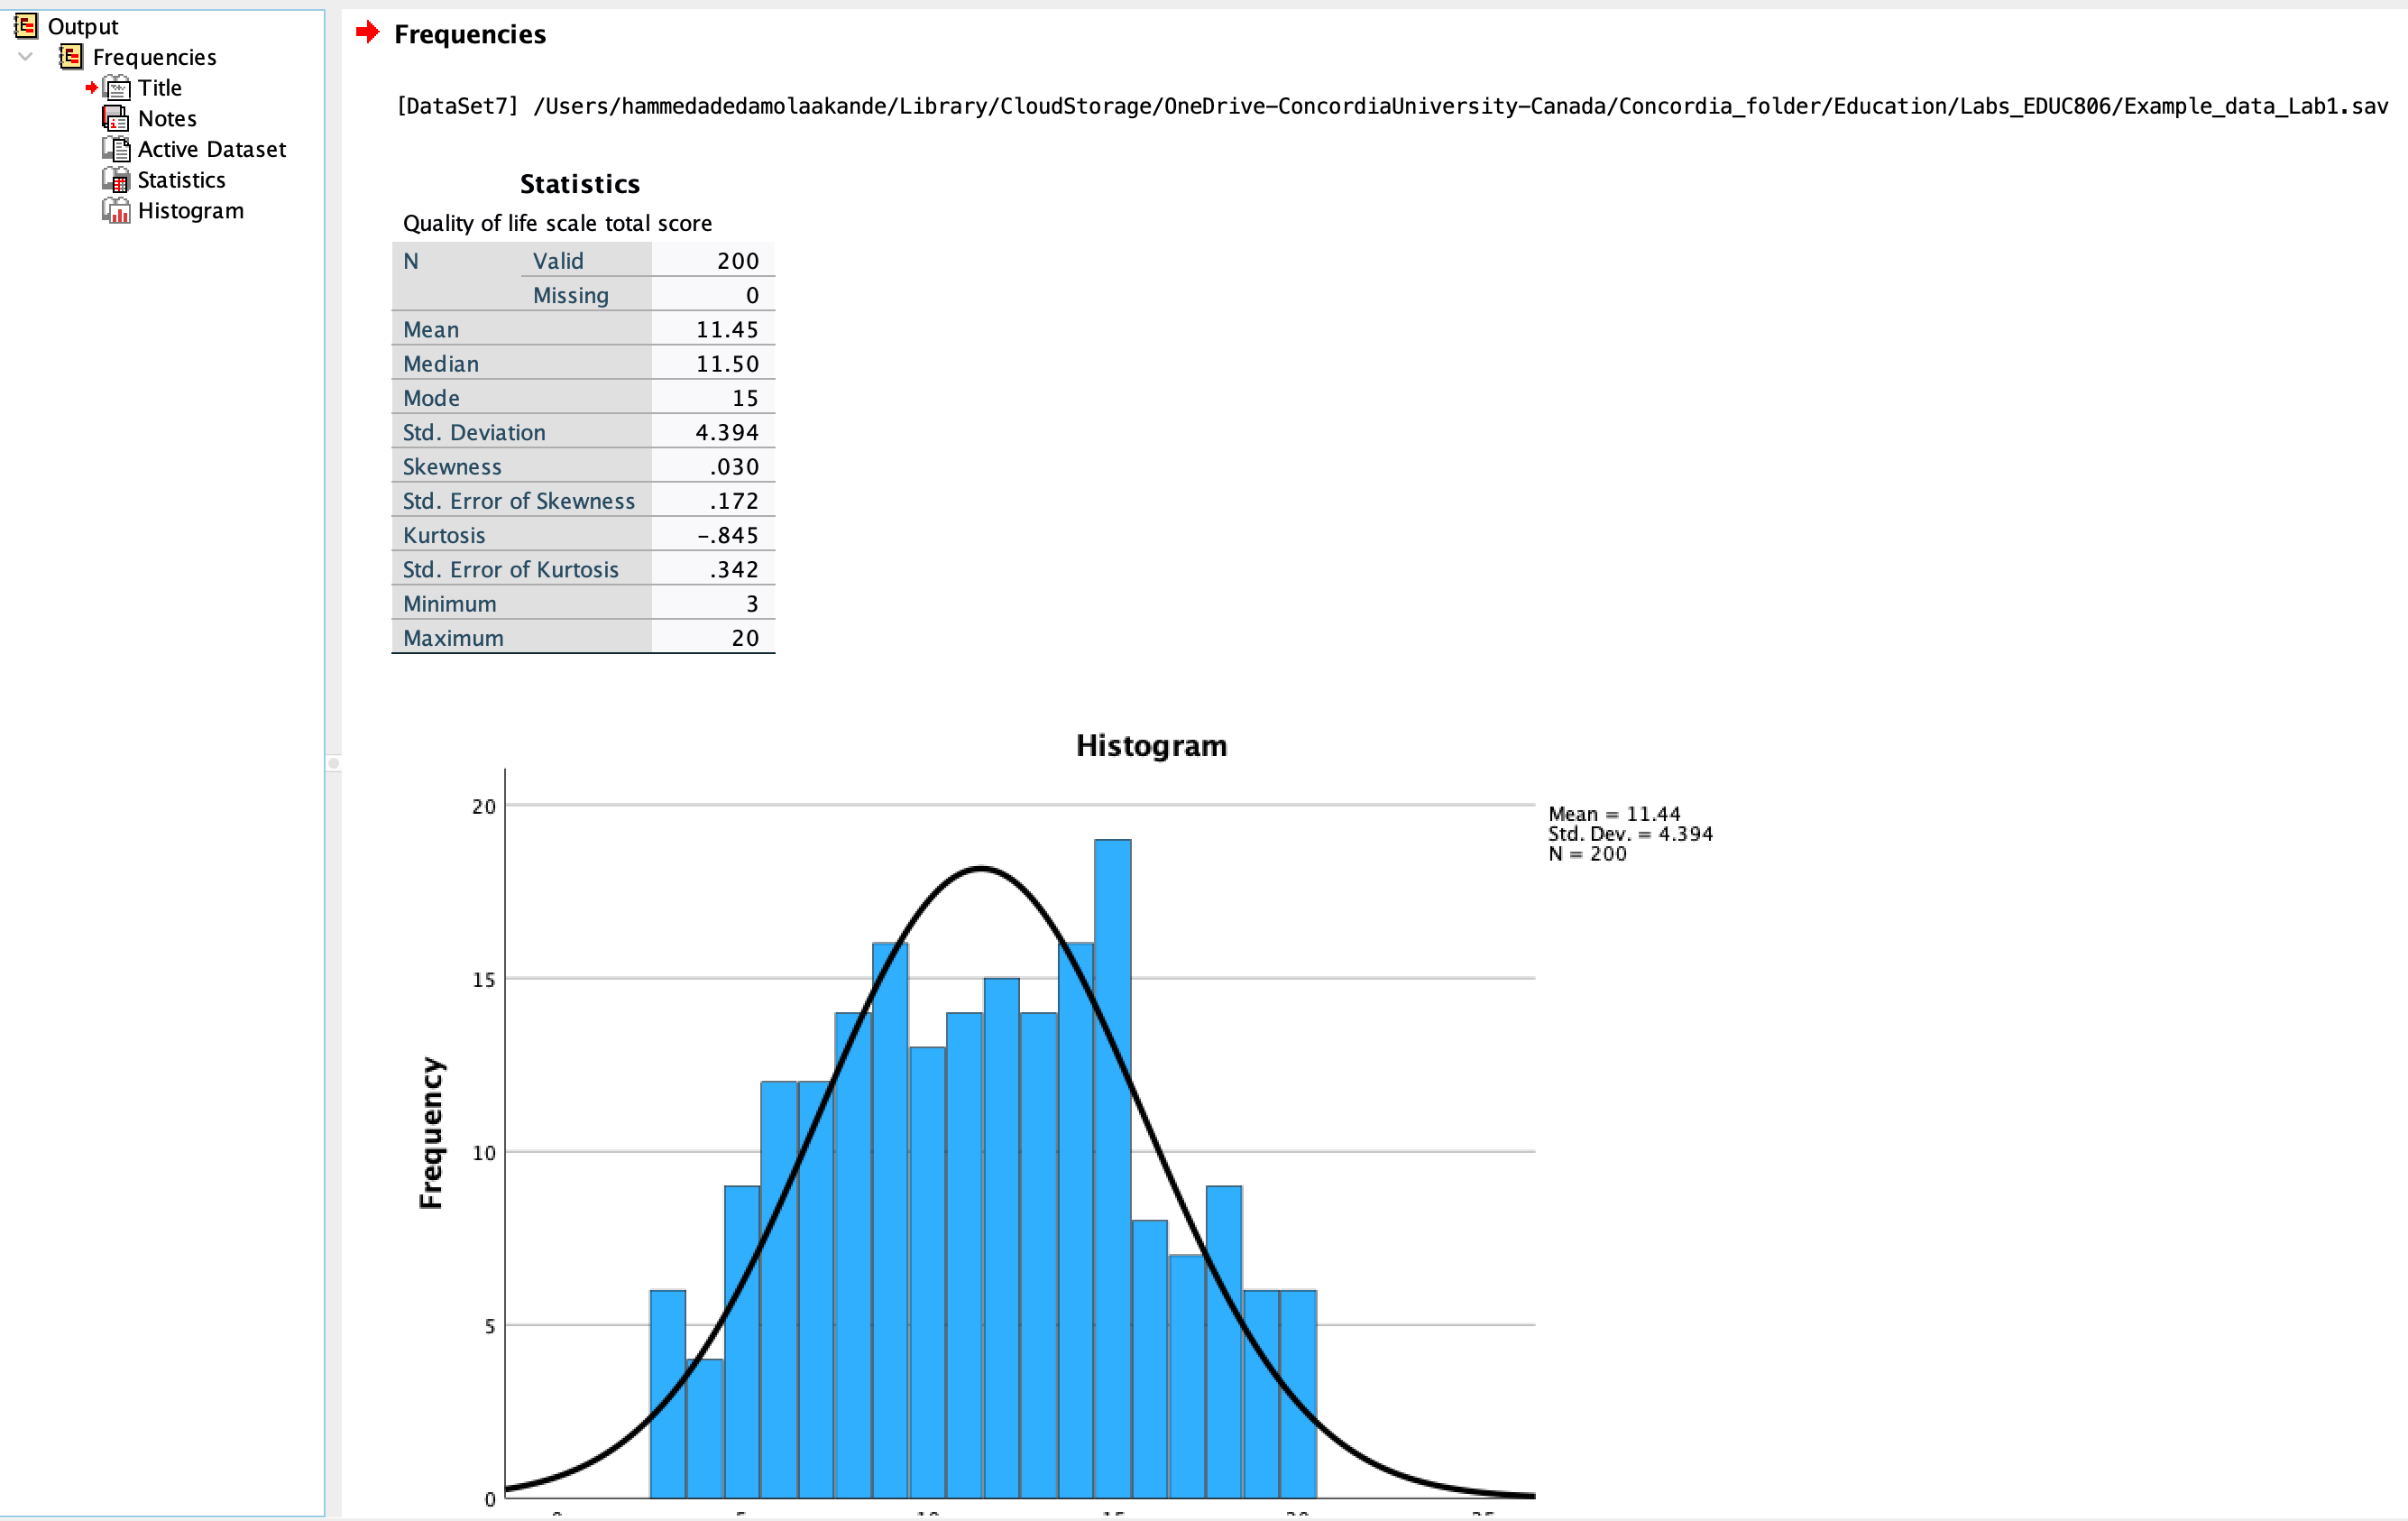 Output
Frequencies
Title
Notes
Active Dataset
Statistics
Histogram
Frequencies
[DataSet7] /Users/hammedadedamolaakande/Library/CloudStorage/OneDrive-ConcordiaUniversity-Canada/Concordia_folder/Education/Labs_EDUC806/Example_data_Lab1.sav
Statistics
Quality of life scale total score
N Valid 200
Missing 0
Mean 11.45
Median 11.50
Mode 15
Std. Deviation 4.394
Skewness .030
Std. Error of Skewness .172
Kurtosis -.845
Std. Error of Kurtosis .342
Minimum 3
Maximum 20
Histogram
Mean = 11.44
Std. Dev. = 4.394
N = 200
Frequency
20
15
10
5
0